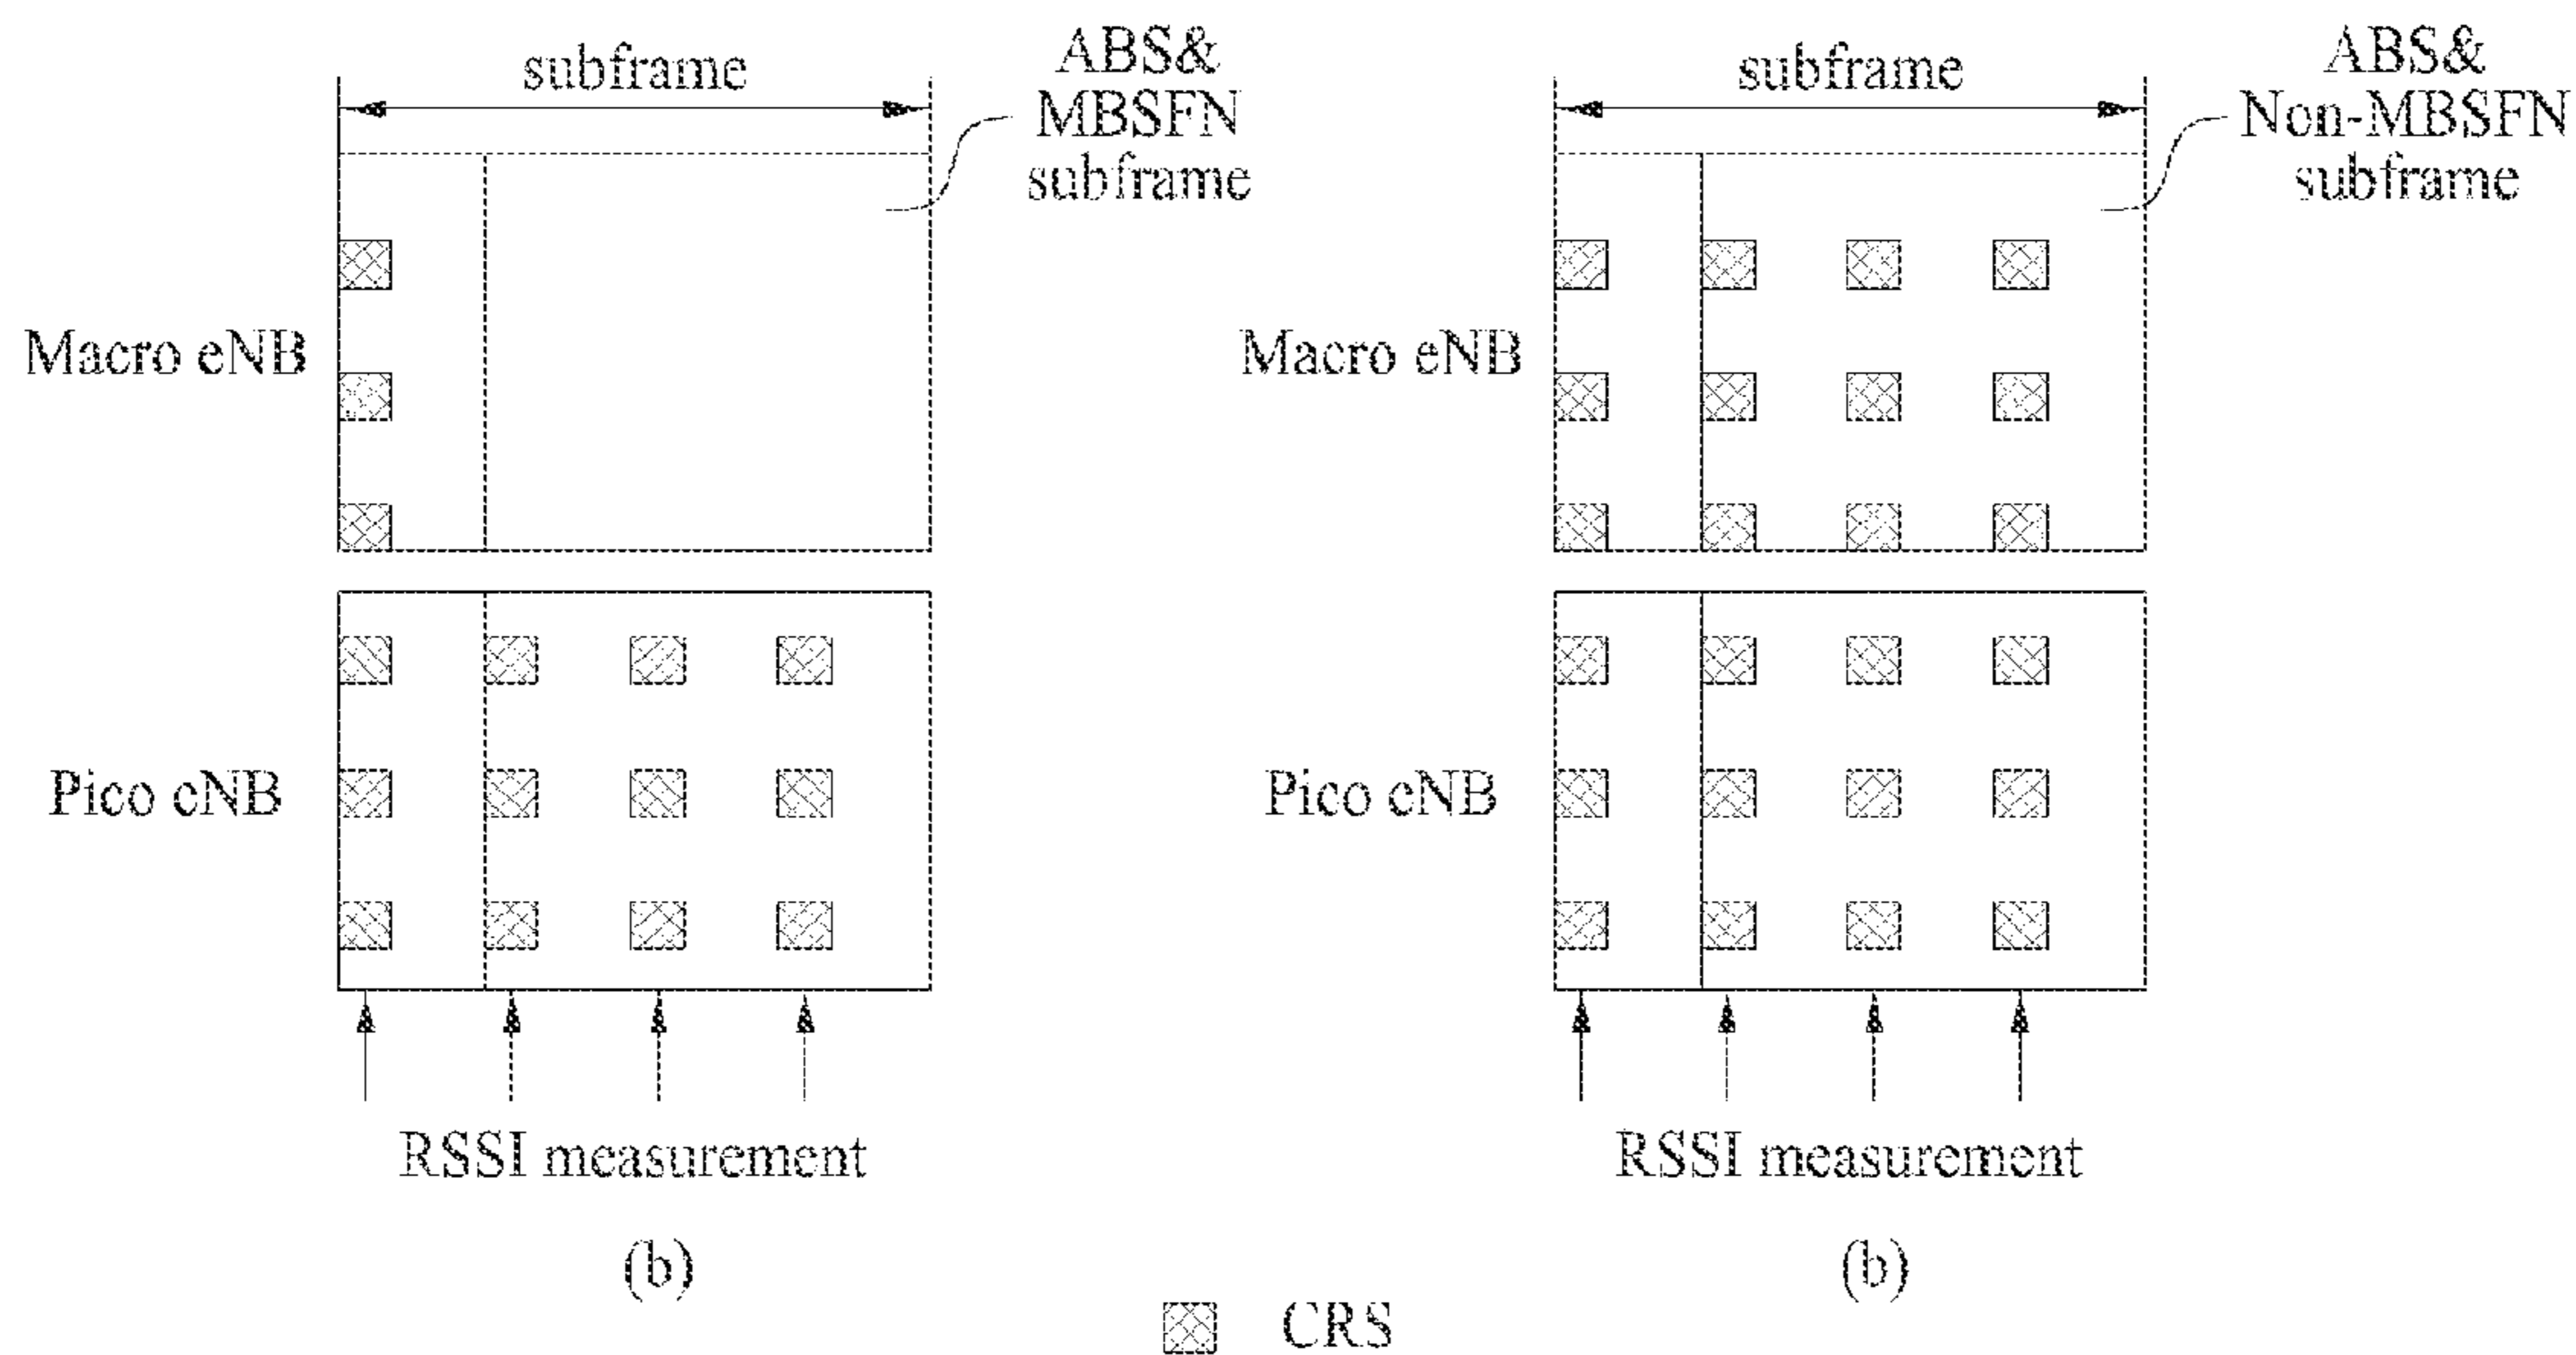 subframe
ABS&
MBSFN
subframe
Macro eNB
Pico eNB
RSSI measurement
(b)
subframe
ABS&
Non-MBSFN
subframe
Macro eNB
Pico eNB
RSSI measurement
(b)
CRS